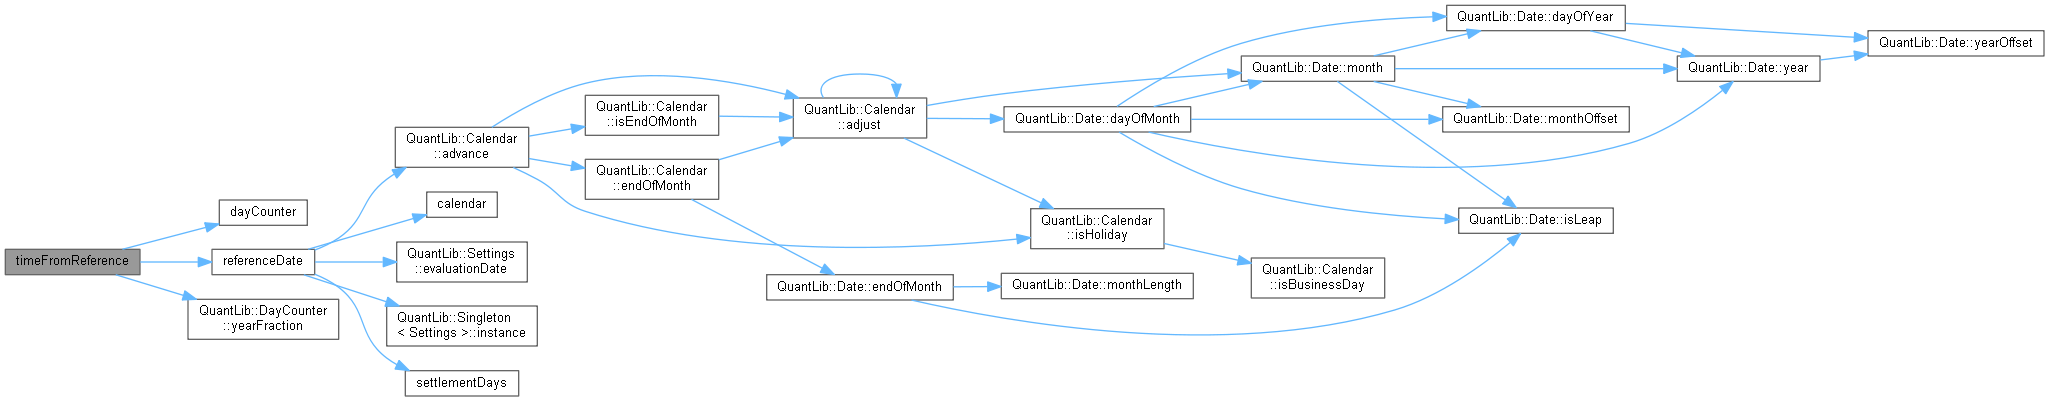 timeFromReference
dayCounter
referenceDate
QuantLib::DayCounter
::yearFraction
QuantLib::Calendar
::advance
calendar
QuantLib::Settings
::evaluationDate
QuantLib::Singleton
< Settings >::instance
settlementDays
QuantLib::Calendar
::isEndOfMonth
QuantLib::Calendar
::endOfMonth
QuantLib::Calendar
::adjust
QuantLib::Date::endOfMonth
QuantLib::Date::dayOfMonth
QuantLib::Calendar
::isHoliday
QuantLib::Date::monthLength
QuantLib::Date::month
QuantLib::Calendar
::isBusinessDay
QuantLib::Date::dayOfYear
QuantLib::Date::monthOffset
QuantLib::Date::isLeap
QuantLib::Date::year
QuantLib::Date::yearOffset